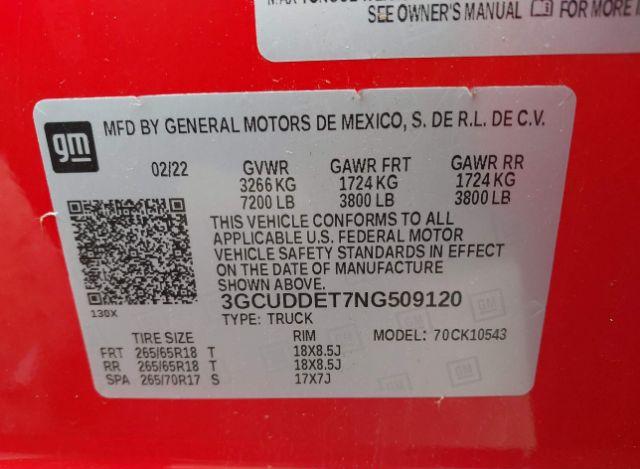 SEE OWNER'S MANUAL FOR MORE
gm
MFD BY GENERAL MOTORS DE MEXICO, S. DE R.L. DE C.V.
02/22 GVWR GAWR FRT GAWR RR
3266 KG 1724 KG 1724 KG
7200 LB 3800 LB 3800 LB
THIS VEHICLE CONFORMS TO ALL
APPLICABLE U.S. FEDERAL MOTOR
VEHICLE SAFETY STANDARDS IN EFFECT
ON THE DATE OF MANUFACTURE
SHOWN ABOVE.
130X
3GCUDDET7NG509120
TYPE: TRUCK MODEL: 70CK10543
TIRE SIZE RIM
FRT 265/65R18 T 18X8.5J
RR 265/65R18 T 18X8.5J
SPA 265/70R17 S 17X7J